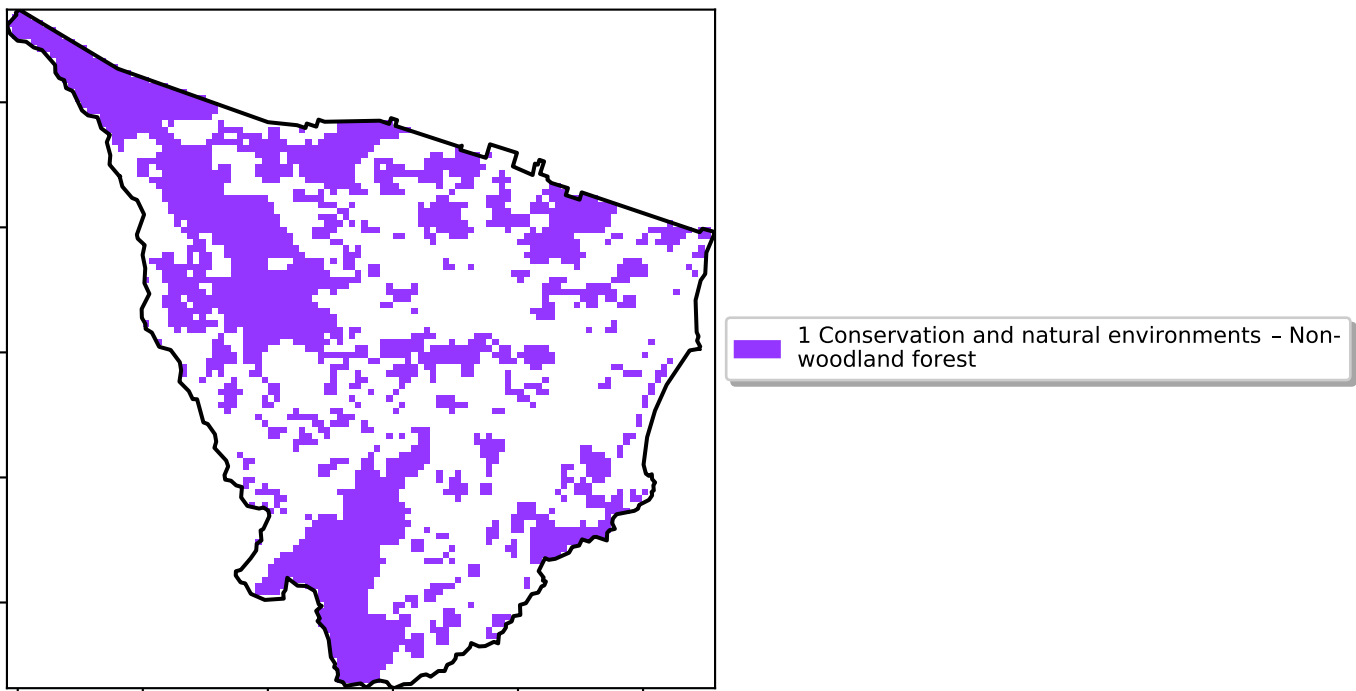 1 Conservation and natural environments – Non-
woodland forest